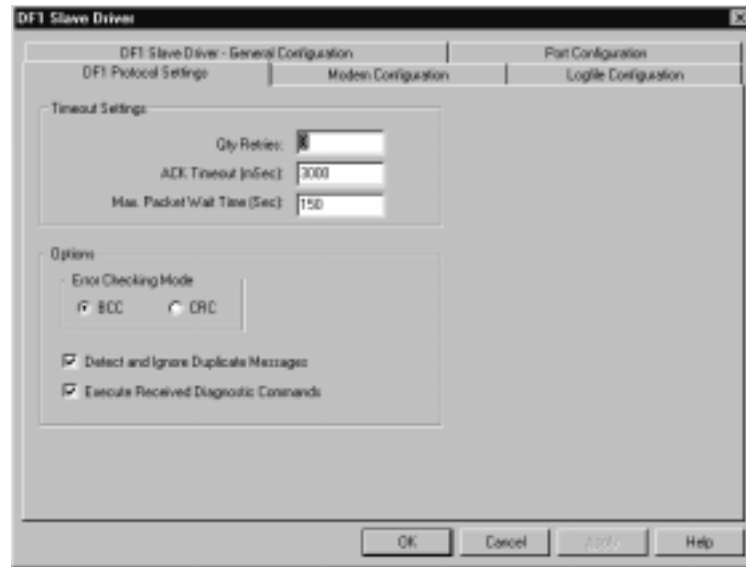 DF1 Slave Driver
DF1 Slave Driver - General Configuration
Port Configuration
DF1 Protocol Settings
Modem Configuration
Logfile Configuration
Timeout Settings
Qty Retries:
ACK Timeout (mSec): 3000
Max. Packet Wait Time (Sec): 150
Options
Error Checking Mode
BCC CRC
Detect and Ignore Duplicate Messages
Execute Received Diagnostic Commands
OK Cancel Apply Help